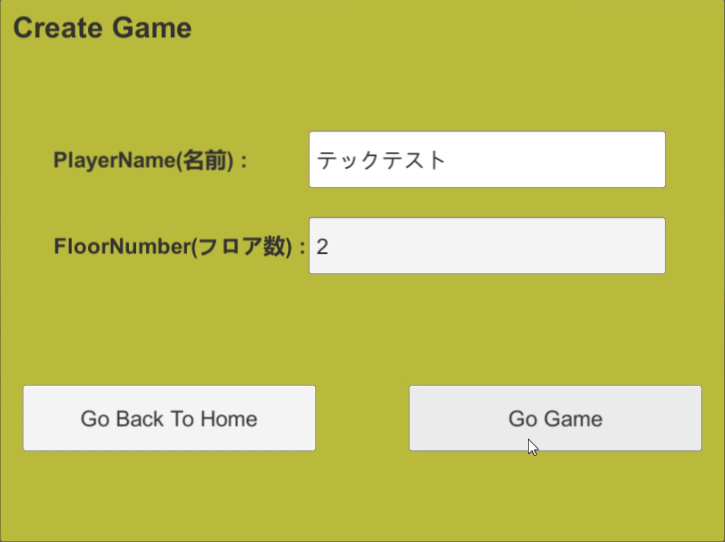 Create Game
PlayerName(名前) : テックテスト
FloorNumber(フロア数) : 2
Go Back To Home
Go Game